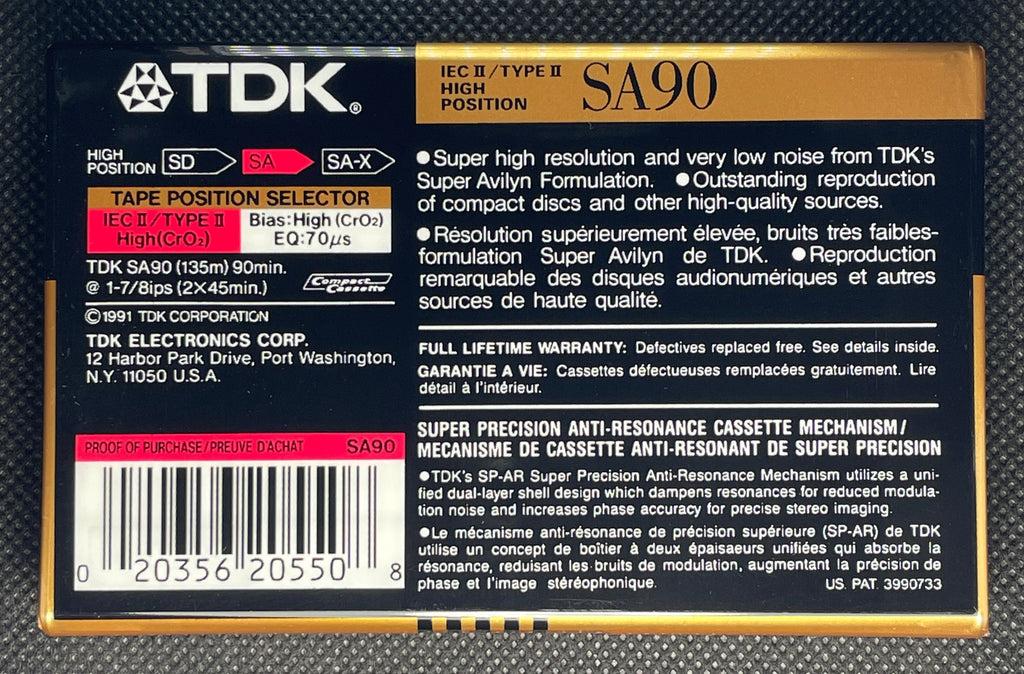 TDK®
IEC II/TYPE II
HIGH
POSITION
SA90
HIGH
POSITION
SD
SA
SA-X
TAPE POSITION SELECTOR
IEC II/TYPE II
High(CrO₂)
Bias:High (CrO₂)
EQ:70μs
TDK SA90 (135m) 90min.
@ 1-7/8ips (2×45min.)
Compact
Cassette
©1991 TDK CORPORATION
TDK ELECTRONICS CORP.
12 Harbor Park Drive, Port Washington,
N.Y. 11050 U.S.A.
PROOF OF PURCHASE/PREUVE D'ACHAT SA90
0 20356 20550 8
●Super high resolution and very low noise from TDK's
Super Avilyn Formulation. ●Outstanding reproduction
of compact discs and other high-quality sources.
●Résolution supérieurement élevée, bruits très faibles-
formulation Super Avilyn de TDK. ●Reproduction
remarquable des disques audionumériques et autres
sources de haute qualité.
FULL LIFETIME WARRANTY: Defectives replaced free. See details inside.
GARANTIE A VIE: Cassettes défectueuses remplacées gratuitement. Lire
détail à l'intérieur.
SUPER PRECISION ANTI-RESONANCE CASSETTE MECHANISM/
MECANISME DE CASSETTE ANTI-RESONANT DE SUPER PRECISION
●TDK's SP-AR Super Precision Anti-Resonance Mechanism utilizes a uni-
fied dual-layer shell design which dampens resonances for reduced modula-
tion noise and increases phase accuracy for precise stereo imaging.
●Le mécanisme anti-résonance de précision supérieure (SP-AR) de TDK
utilise un concept de boîtier à deux épaisaeurs unifiées qui absorbe la
résonance, reduisant les bruits de modulation, augmentant la précision de
phase et l'image stéréophonique.
US. PAT. 3990733